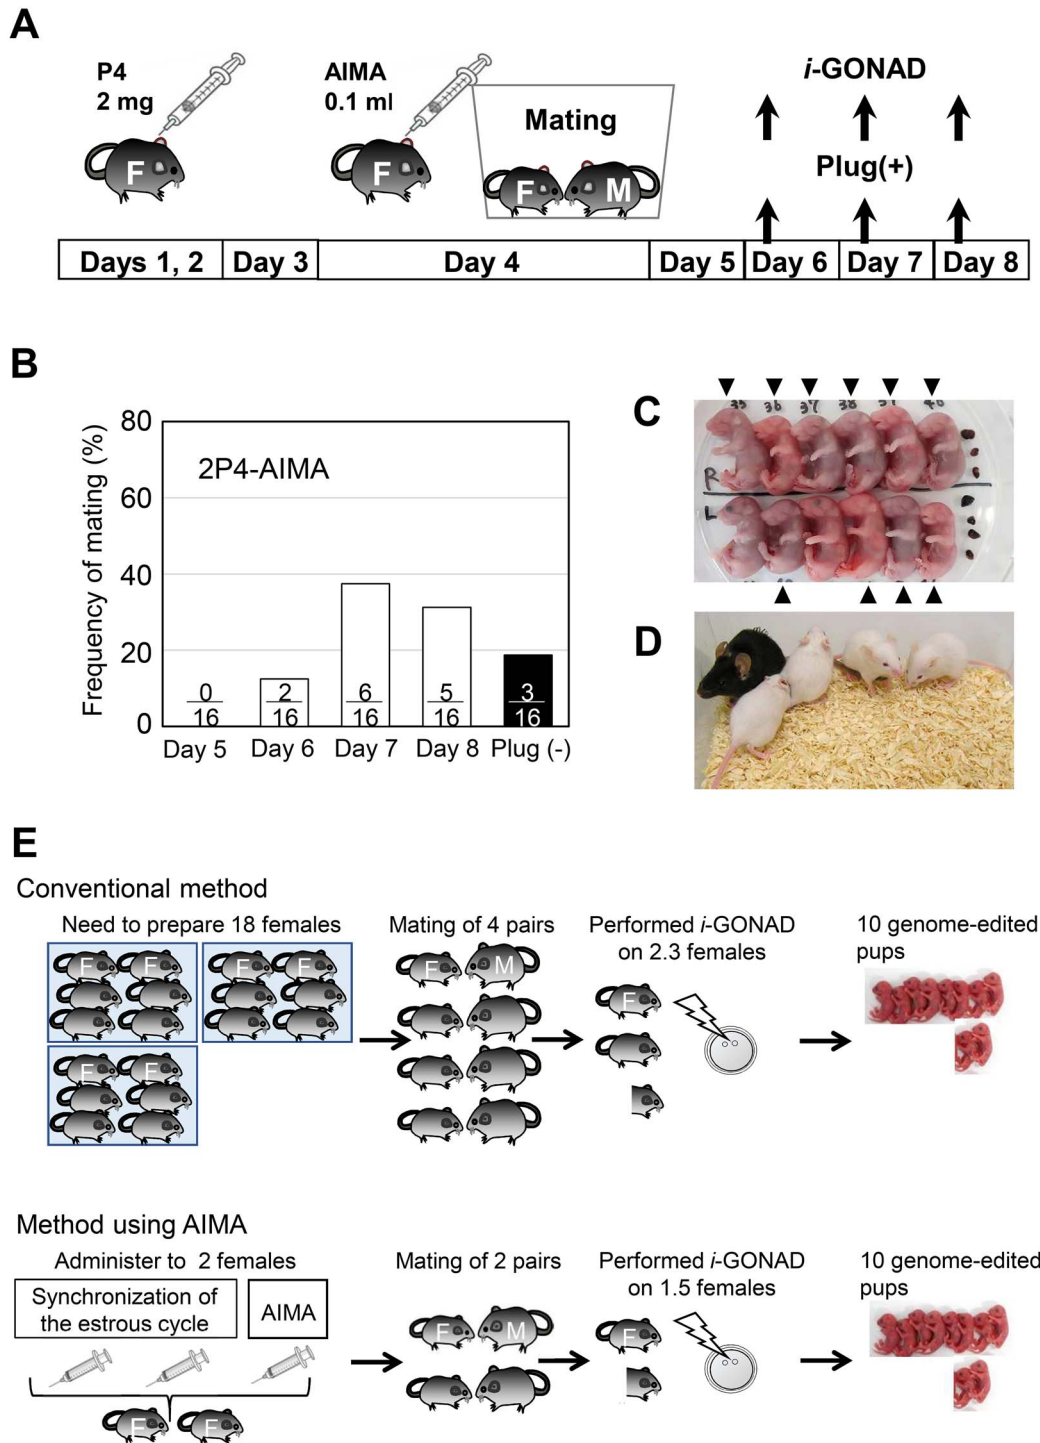 A
P4
2 mg
AIMA
0.1 ml
F
F
Mating
F
M
i-GONAD
Plug(+)
Days 1, 2
Day 3
Day 4
Day 5
Day 6
Day 7
Day 8
B
Frequency of mating (%)
80
60
40
20
0
2P4-AIMA
0
16
2
16
6
16
5
16
3
16
Day 5
Day 6
Day 7
Day 8
Plug (-)
C
36
37
38
R
L
D
E
Conventional method
Need to prepare 18 females
F
F
F
F
F
F
Mating of 4 pairs
F
M
Performed i-GONAD
on 2.3 females
F
10 genome-edited
pups
Method using AIMA
Administer to 2 females
Synchronization of
the estrous cycle
AIMA
F
F
Mating of 2 pairs
F
M
Performed i-GONAD
on 1.5 females
F
10 genome-edited
pups